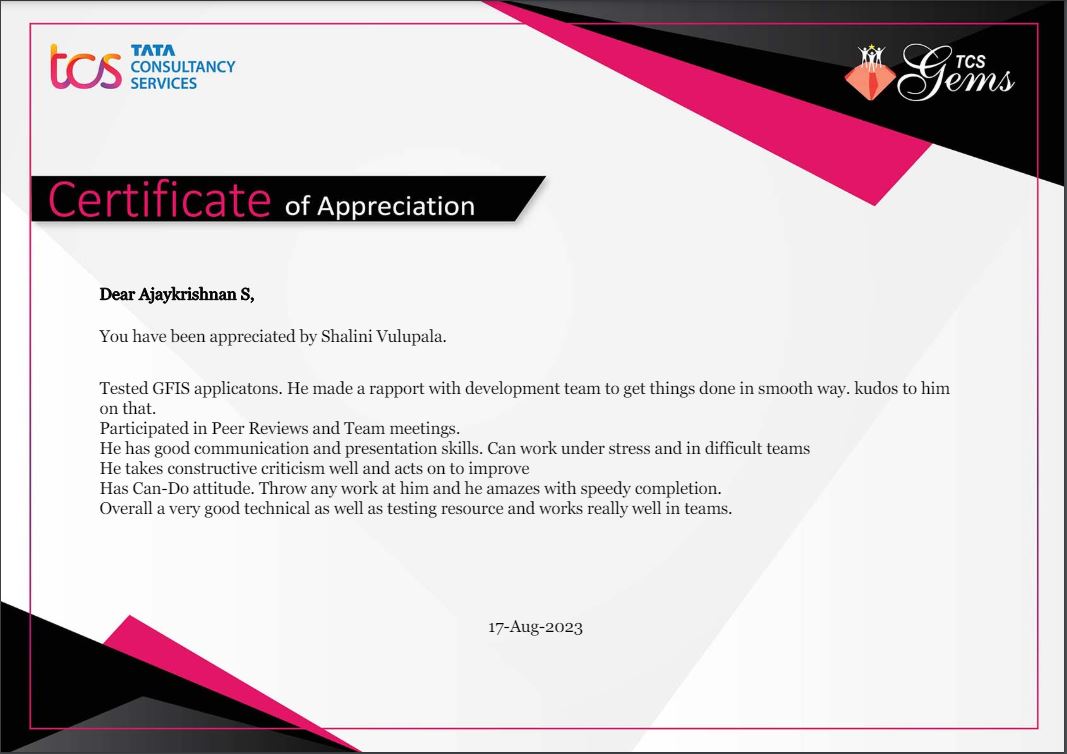 tcs TATA
CONSULTANCY
SERVICES
TCS
Gems
Certificate of Appreciation
Dear Ajaykrishnan S,
You have been appreciated by Shalini Vulupala.
Tested GFIS applicatons. He made a rapport with development team to get things done in smooth way. kudos to him
on that.
Participated in Peer Reviews and Team meetings.
He has good communication and presentation skills. Can work under stress and in difficult teams
He takes constructive criticism well and acts on to improve
Has Can-Do attitude. Throw any work at him and he amazes with speedy completion.
Overall a very good technical as well as testing resource and works really well in teams.
17-Aug-2023